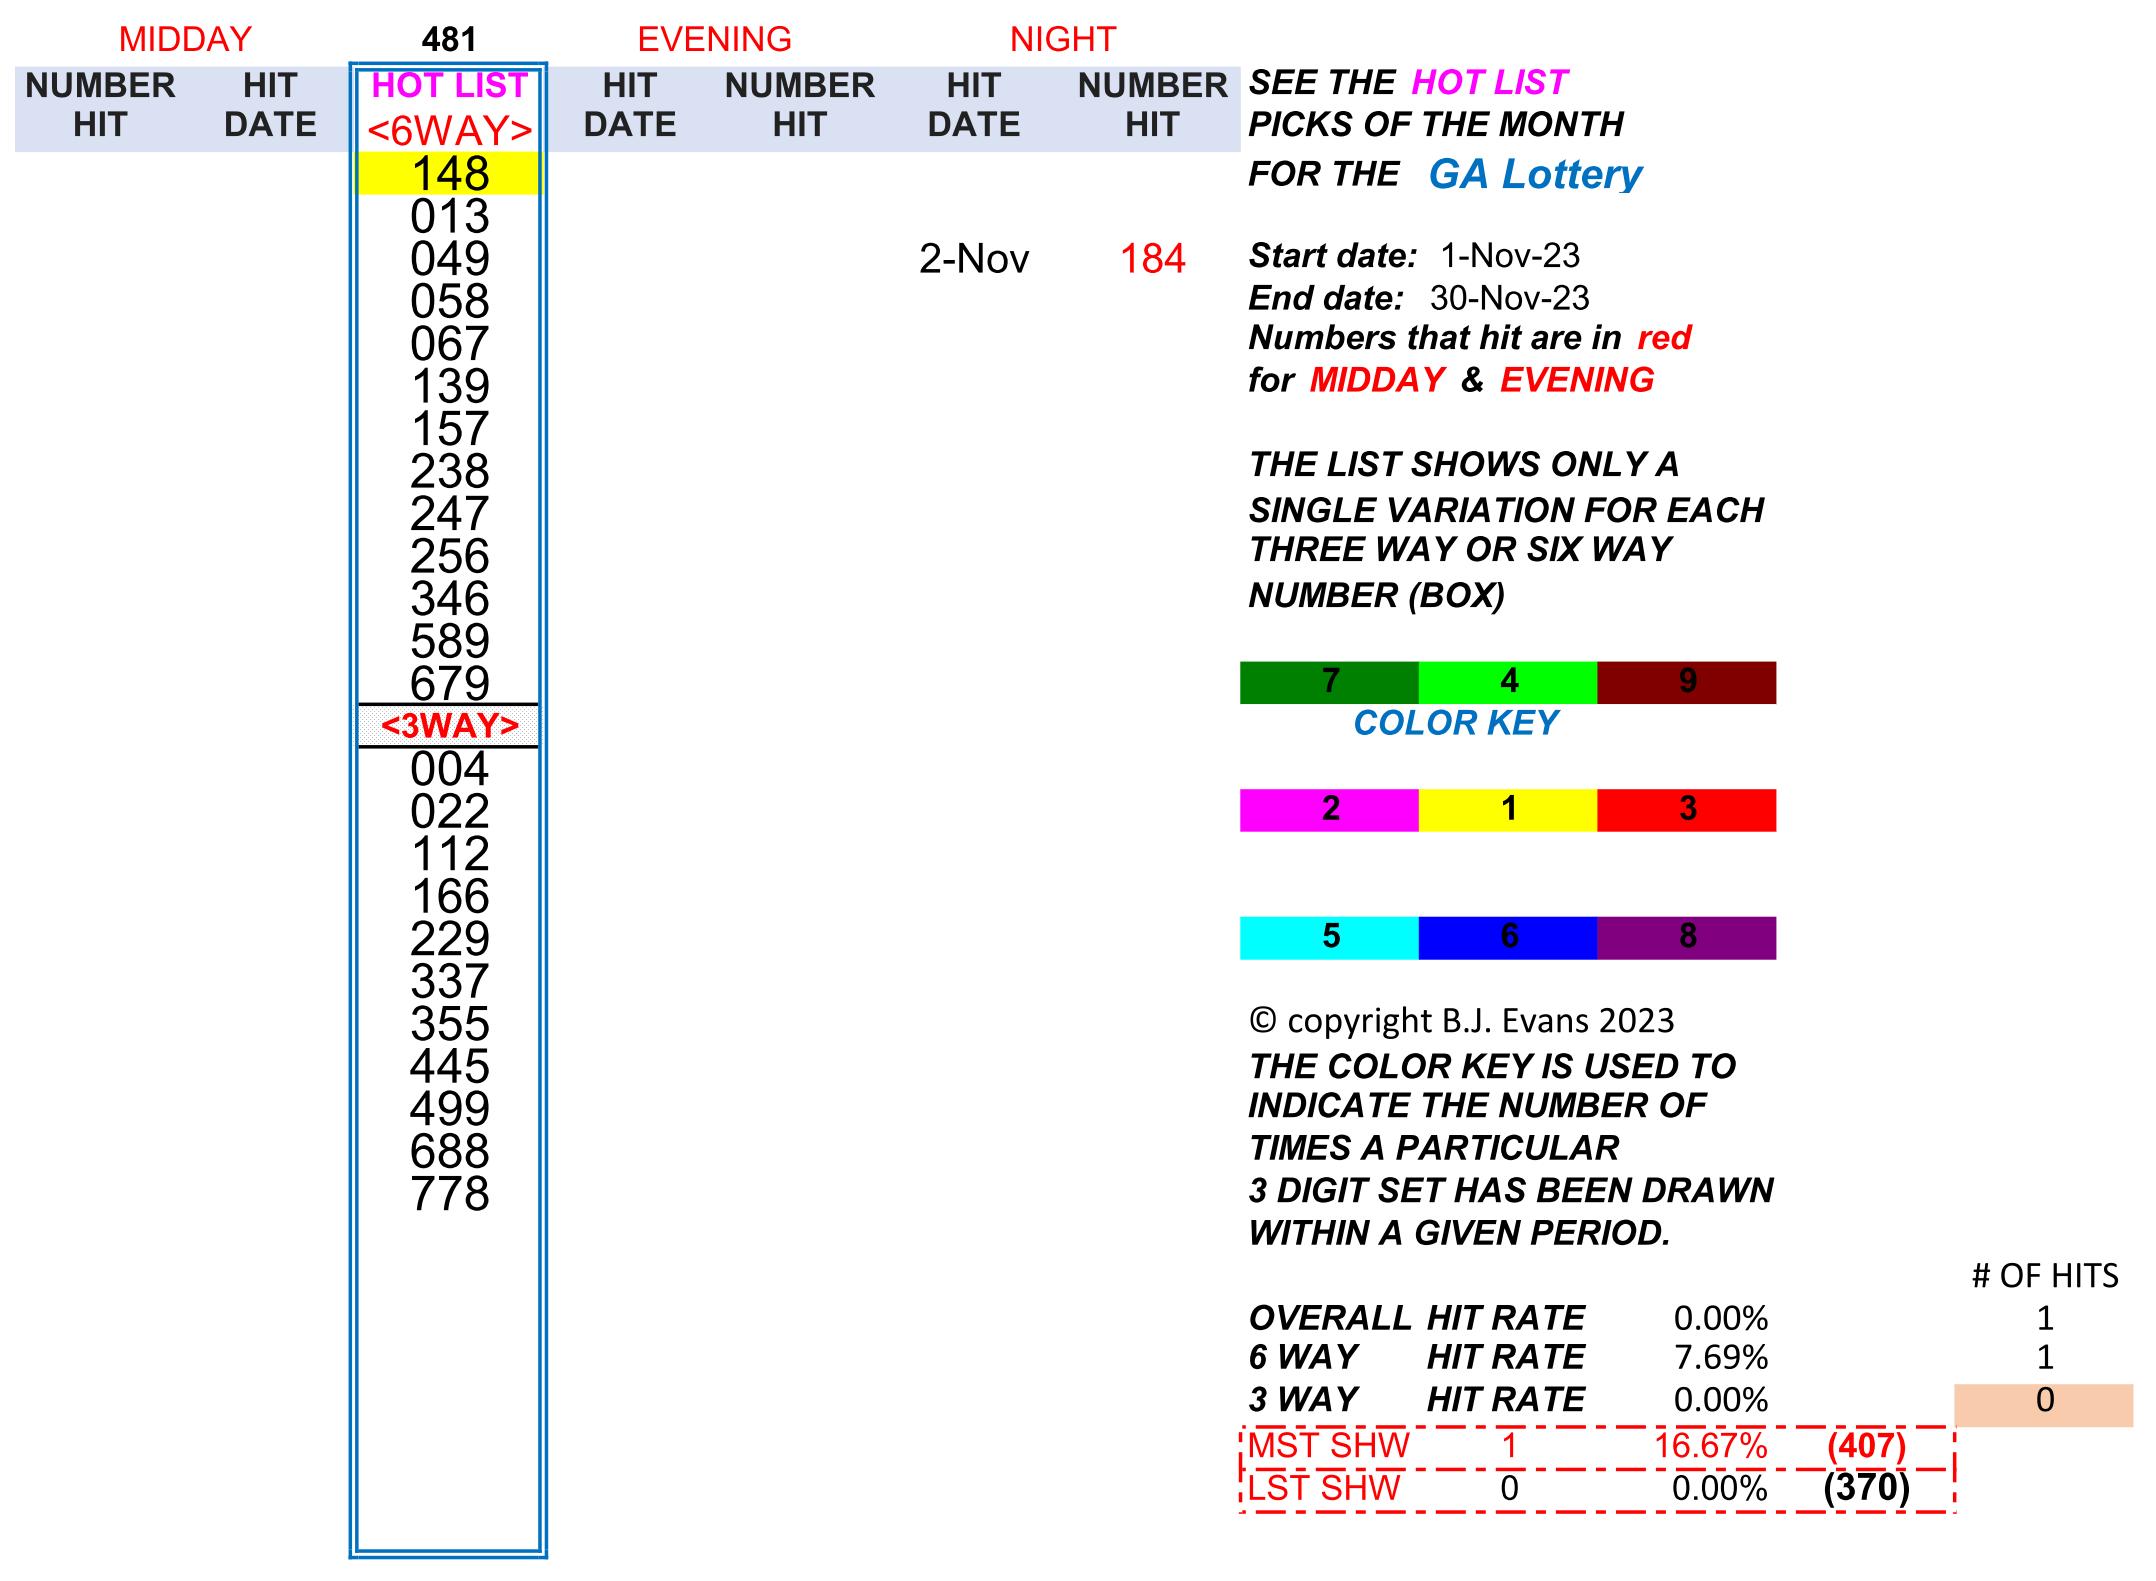 MIDDAY 481 EVENING NIGHT
NUMBER HIT HOT LIST HIT NUMBER HIT NUMBER
HIT DATE <6WAY> DATE HIT DATE HIT
148
013
049 2-Nov 184
058
067
139
157
238
247
256
346
589
679
<3WAY>
004
022
112
166
229
337
355
445
499
688
778
SEE THE HOT LIST
PICKS OF THE MONTH
FOR THE GA Lottery
Start date: 1-Nov-23
End date: 30-Nov-23
Numbers that hit are in red
for MIDDAY & EVENING
THE LIST SHOWS ONLY A
SINGLE VARIATION FOR EACH
THREE WAY OR SIX WAY
NUMBER (BOX)
7 4 9
COLOR KEY
2 1 3
5 6 8
© copyright B.J. Evans 2023
THE COLOR KEY IS USED TO
INDICATE THE NUMBER OF
TIMES A PARTICULAR
3 DIGIT SET HAS BEEN DRAWN
WITHIN A GIVEN PERIOD.
# OF HITS
OVERALL HIT RATE 0.00% 1
6 WAY HIT RATE 7.69% 1
3 WAY HIT RATE 0.00% 0
MST SHW 1 16.67% (407)
LST SHW 0 0.00% (370)